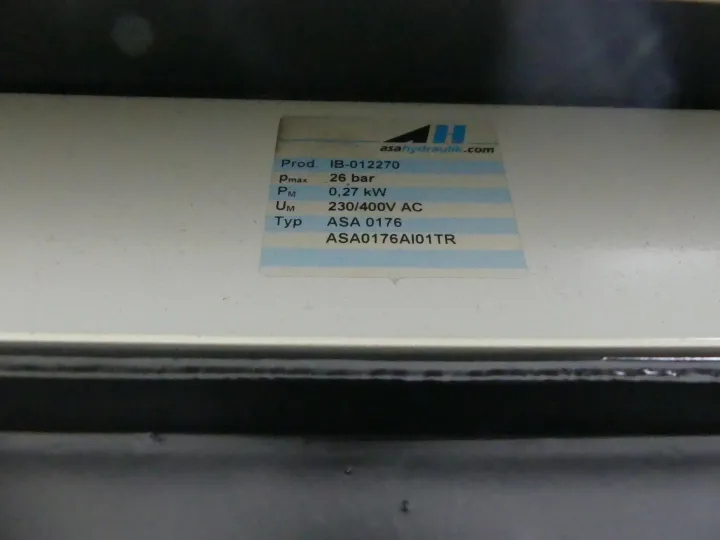 AH
asahydraulik.com
Prod. IB-012270
pmax 26 bar
PM 0,27 kW
UM 230/400V AC
Typ ASA 0176
ASA0176AI01TR